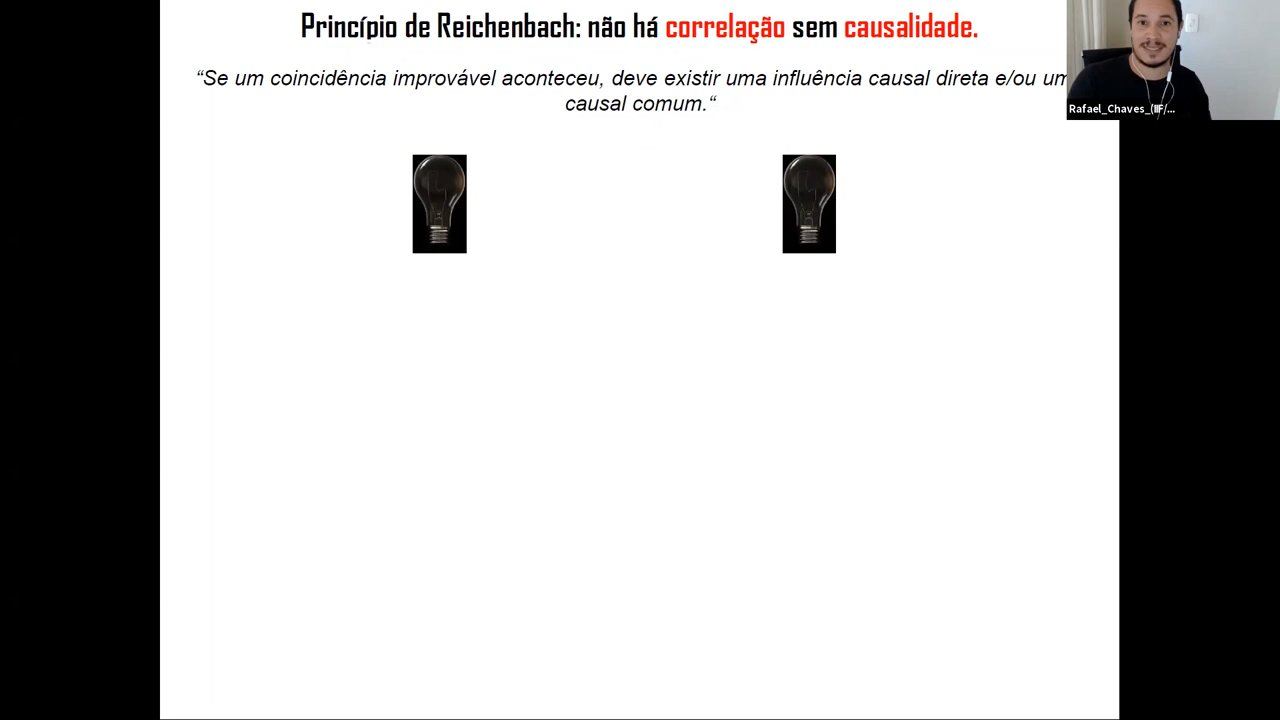 Princípio de Reichenbach: não há correlação sem causalidade.
“Se um coincidência improvável aconteceu, deve existir uma influência causal direta e/ou um
causal comum.“
Rafael_Chaves_(IIF/...